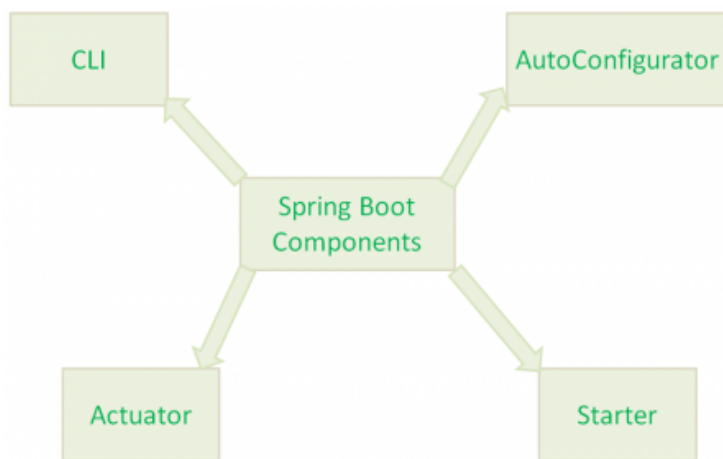 CLI
AutoConfigurator
Spring Boot
Components
Actuator
Starter